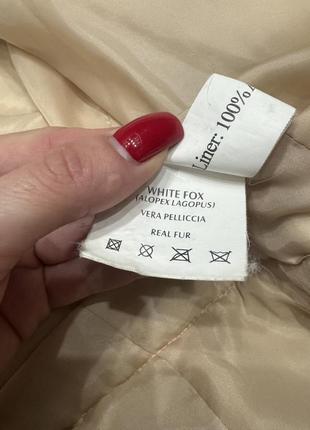 Liner: 100%
WHITE FOX
(ALOPEX LAGOPUS)
VERA PELLICCIA
REAL FUR